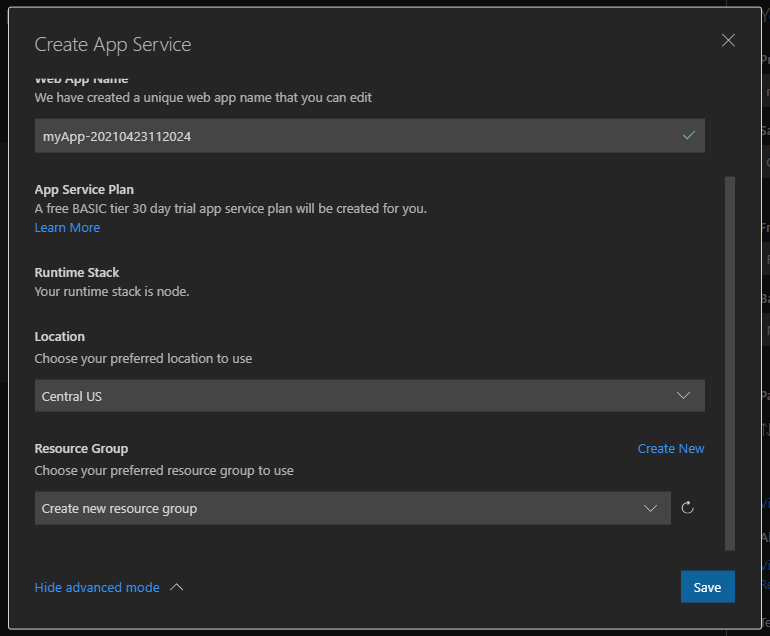 Create App Service
Web App Name
We have created a unique web app name that you can edit
myApp-20210423112024
App Service Plan
A free BASIC tier 30 day trial app service plan will be created for you.
Learn More
Runtime Stack
Your runtime stack is node.
Location
Choose your preferred location to use
Central US
Resource Group
Create New
Choose your preferred resource group to use
Create new resource group
Hide advanced mode
Save